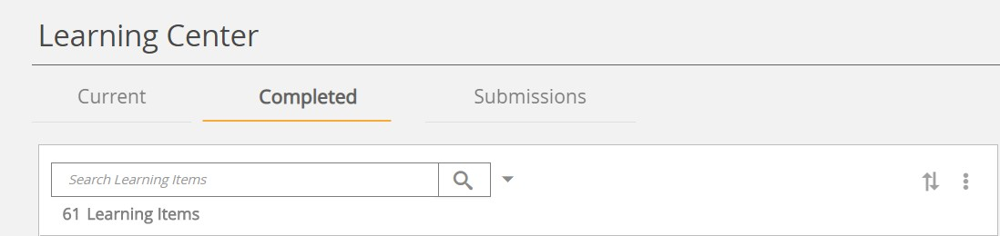 Learning Center
Current Completed Submissions
Search Learning Items
61 Learning Items